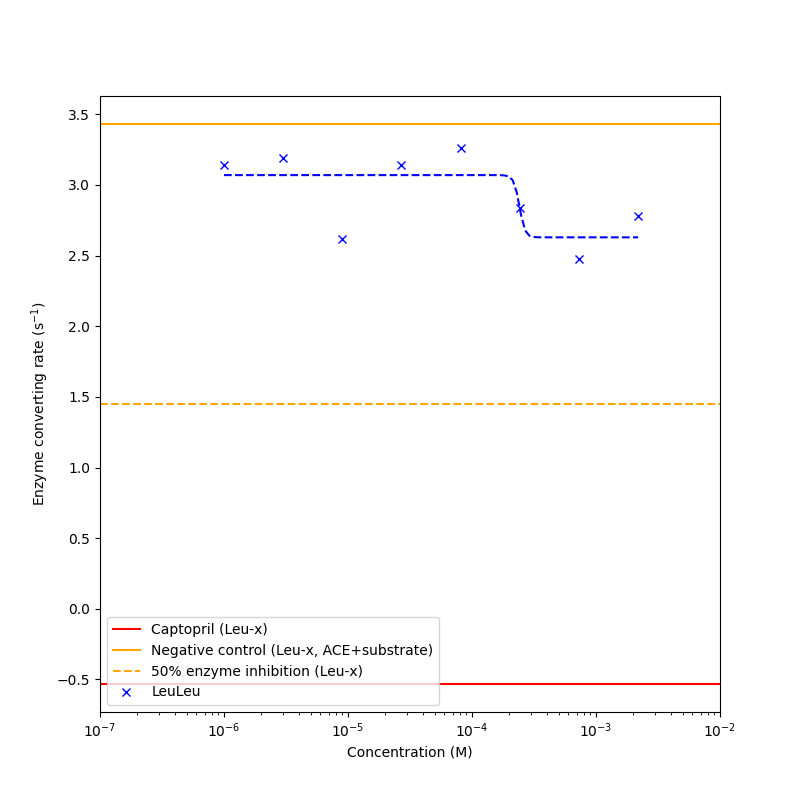 3.5
3.0
2.5
2.0
1.5
1.0
0.5
0.0
−0.5
Enzyme converting rate (s⁻¹)
Captopril (Leu-x)
Negative control (Leu-x, ACE+substrate)
50% enzyme inhibition (Leu-x)
LeuLeu
10⁻⁷ 10⁻⁶ 10⁻⁵ 10⁻⁴ 10⁻³ 10⁻²
Concentration (M)